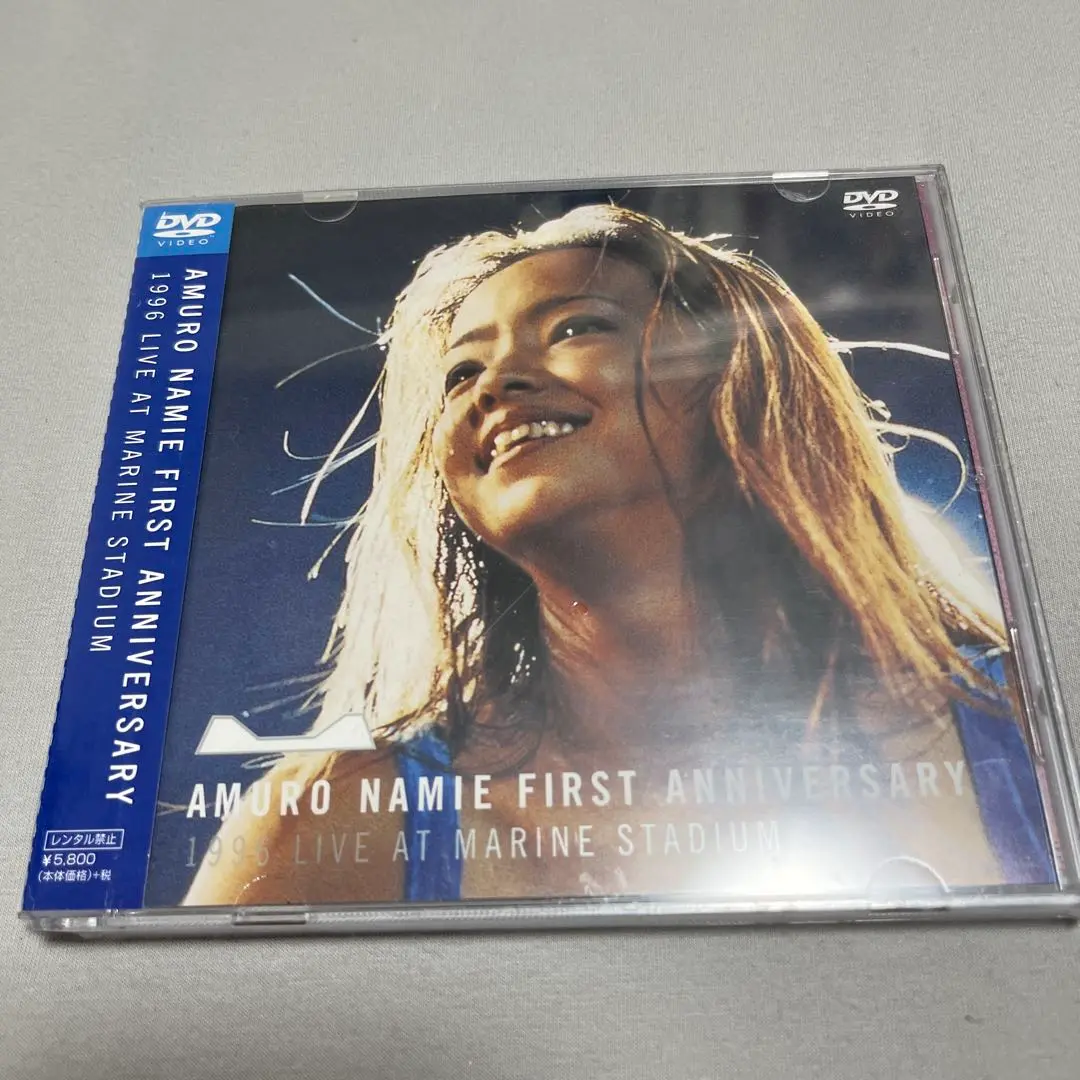 DVD
VIDEO
AMURO NAMIE FIRST ANNIVERSARY
1996 LIVE AT MARINE STADIUM
レンタル禁止
¥5,800
(本体価格)+税
DVD
VIDEO
AMURO NAMIE FIRST ANNIVERSARY
1996 LIVE AT MARINE STADIUM